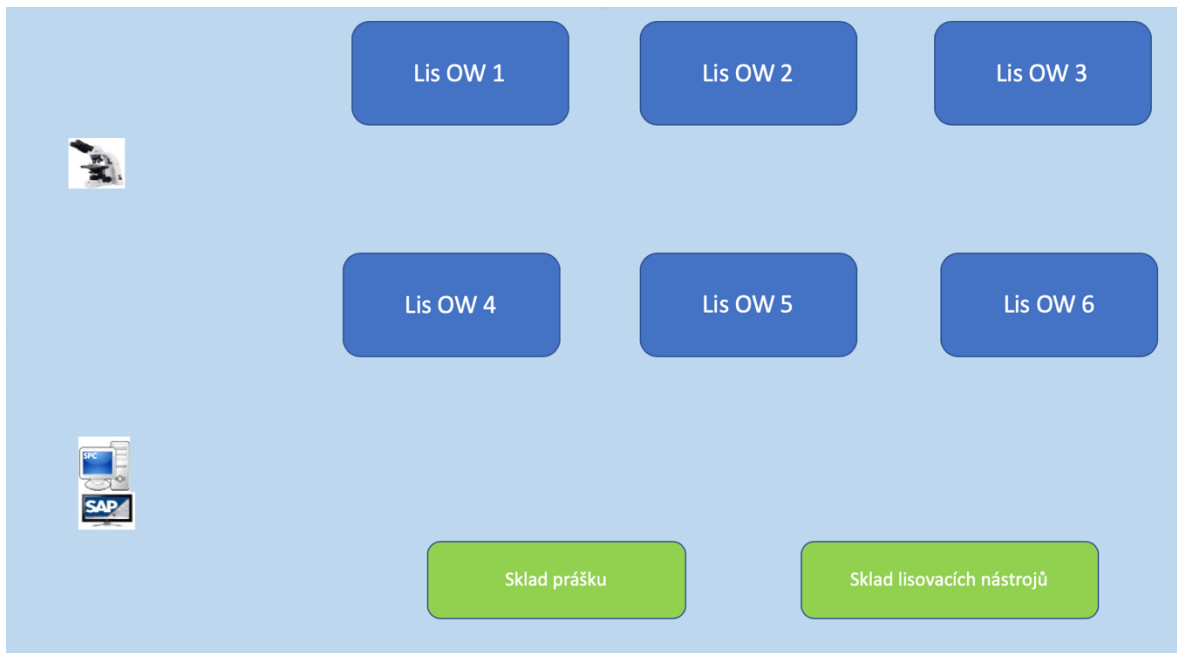 Lis OW 1
Lis OW 2
Lis OW 3
Lis OW 4
Lis OW 5
Lis OW 6
SPC
SAP
Sklad prášku
Sklad lisovacích nástrojů